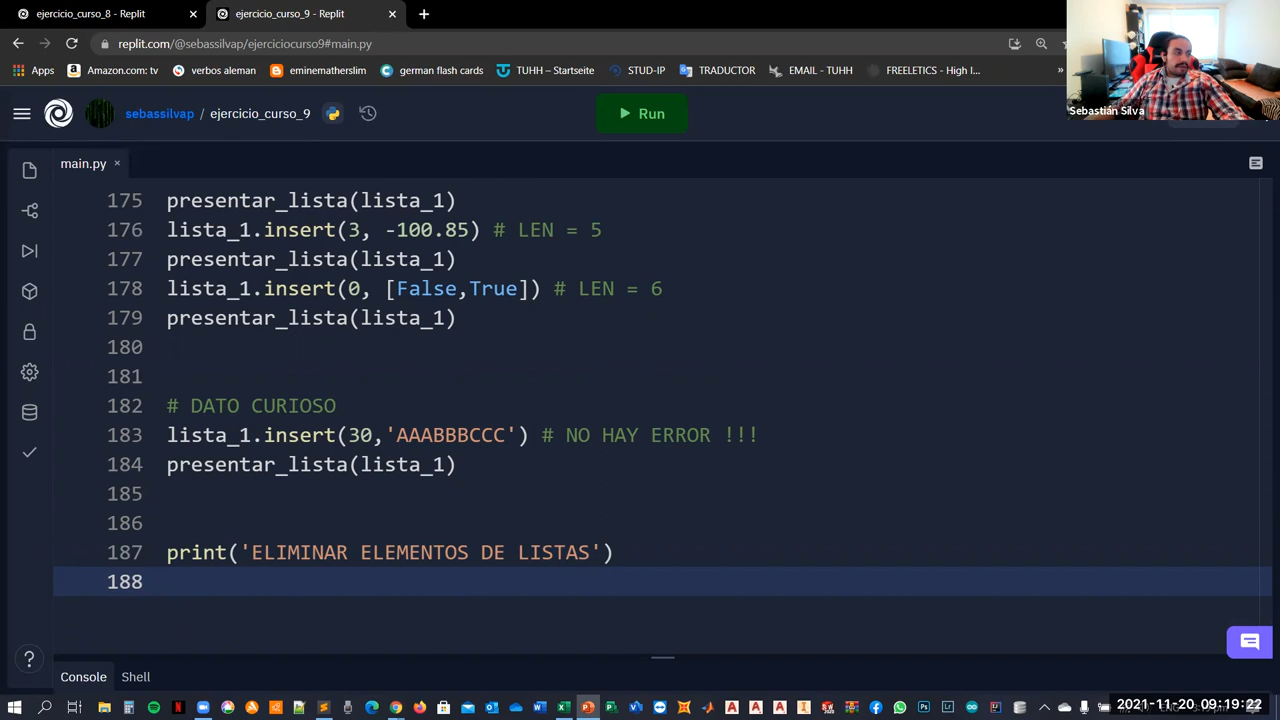 ejercicio_curso_8 - Replit
ejercicio_curso_9 - Replit
replit.com/@sebassilvap/ejerciciocurso9#main.py
Apps
Amazon.com: tv
verbos aleman
eminematherslim
german flip card
TUHH – Startseite
STUD-IP
TRADUCTOR
EMAIL - TUHH
FREELETICS - High I...
»
Sebastián Silva
sebassilvap / ejercicio_curso_9
Run
main.py
175 presentar_lista(lista_1)
176 lista_1.insert(3, -100.85) # LEN = 5
177 presentar_lista(lista_1)
178 lista_1.insert(0, [False,True]) # LEN = 6
179 presentar_lista(lista_1)
180
181
182 # DATO CURIOSO
183 lista_1.insert(30,'AAABBBCCC') # NO HAY ERROR !!!
184 presentar_lista(lista_1)
185
186
187 print('ELIMINAR ELEMENTOS DE LISTAS')
188
?
Console
Shell
2021-11-20 09:19:22